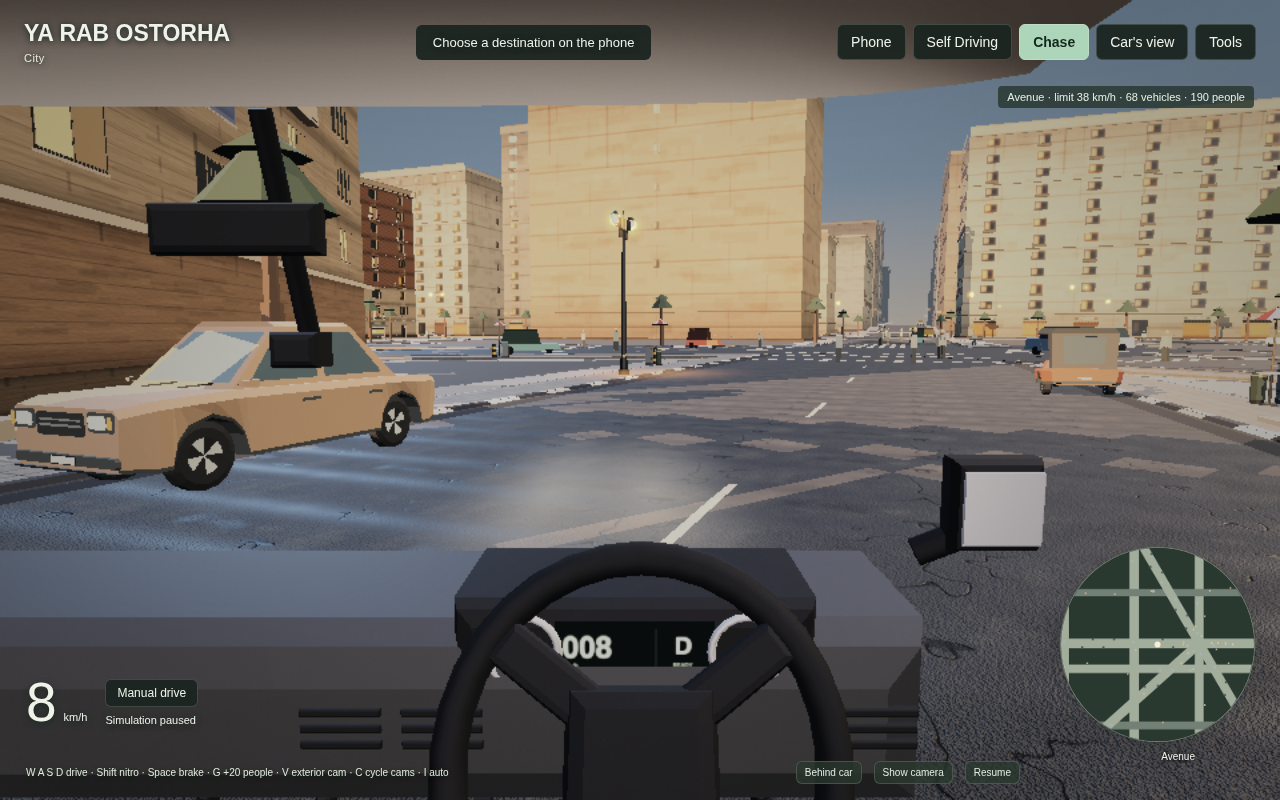 YA RAB OSTORHA
City
Choose a destination on the phone
Phone
Self Driving
Chase
Car's view
Tools
Avenue · limit 38 km/h · 68 vehicles · 190 people
008
D
8 km/h
Manual drive
Simulation paused
W A S D drive · Shift nitro · Space brake · G +20 people · V exterior cam · C cycle cams · I auto
Behind car
Show camera
Resume
Avenue